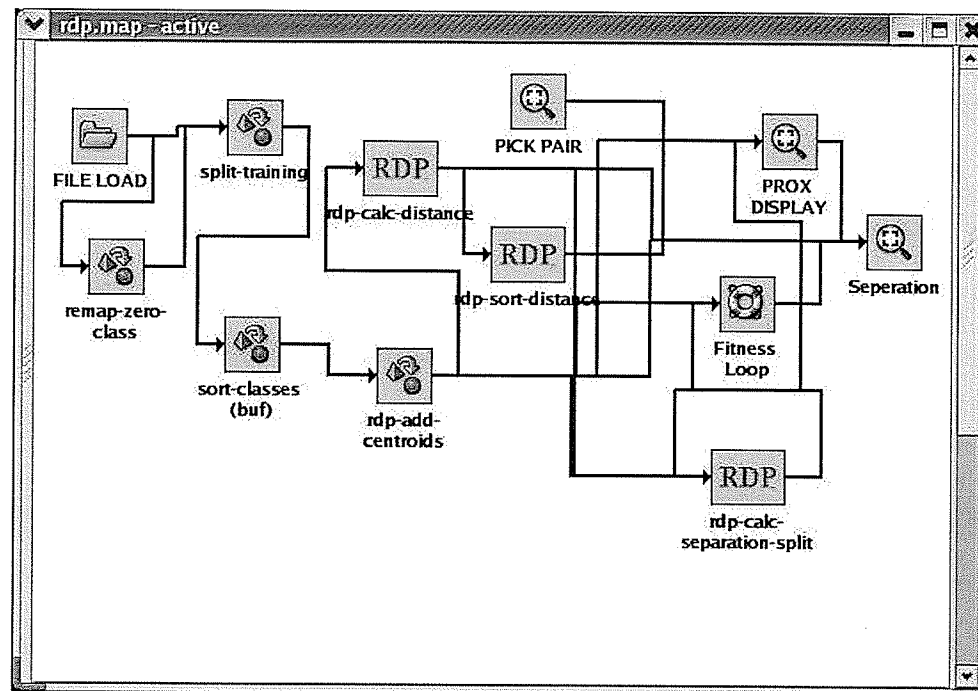 rdp.map - active
FILE LOAD
split-training
remap-zero-
class
sort-classes
(buf)
RDP
rdp-calc-distance
rdp-add-
centroids
PICK PAIR
RDP
rdp-sort-distance
PROX
DISPLAY
Seperation
Fitness
Loop
RDP
rdp-calc-
separation-split